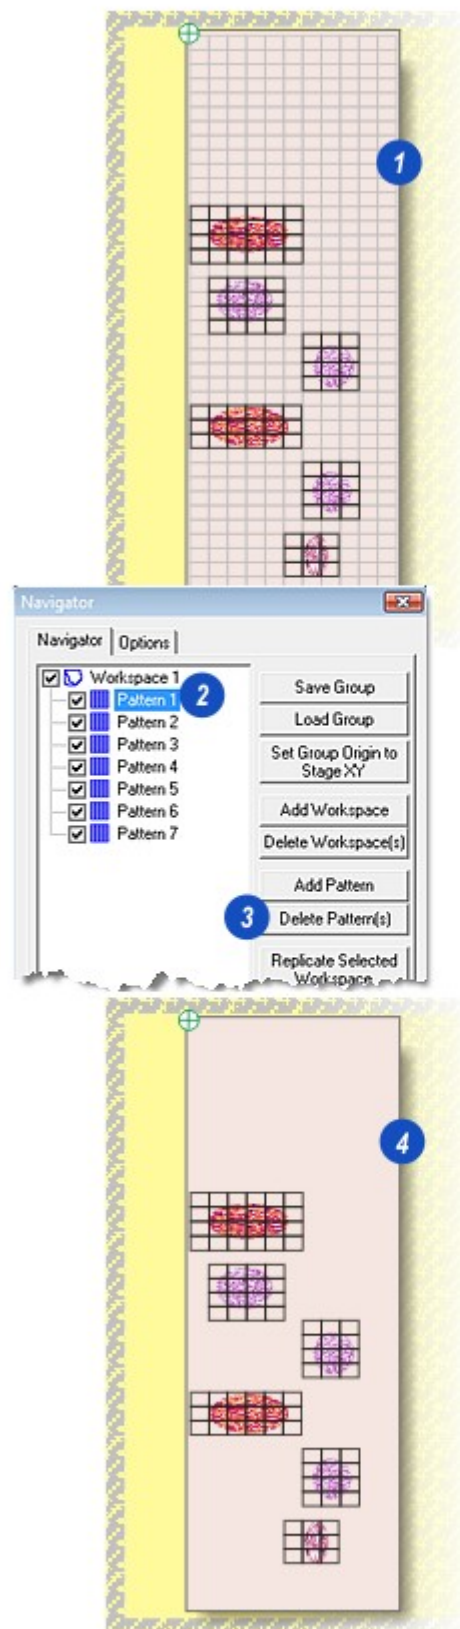 1
Navigator
Navigator Options
Workspace 1
Pattern 1
2
Pattern 2
Pattern 3
Pattern 4
Pattern 5
Pattern 6
Pattern 7
Save Group
Load Group
Set Group Origin to
Stage XY
Add Workspace
Delete Workspace(s)
Add Pattern
3
Delete Pattern(s)
Replicate Selected
Workspace
4